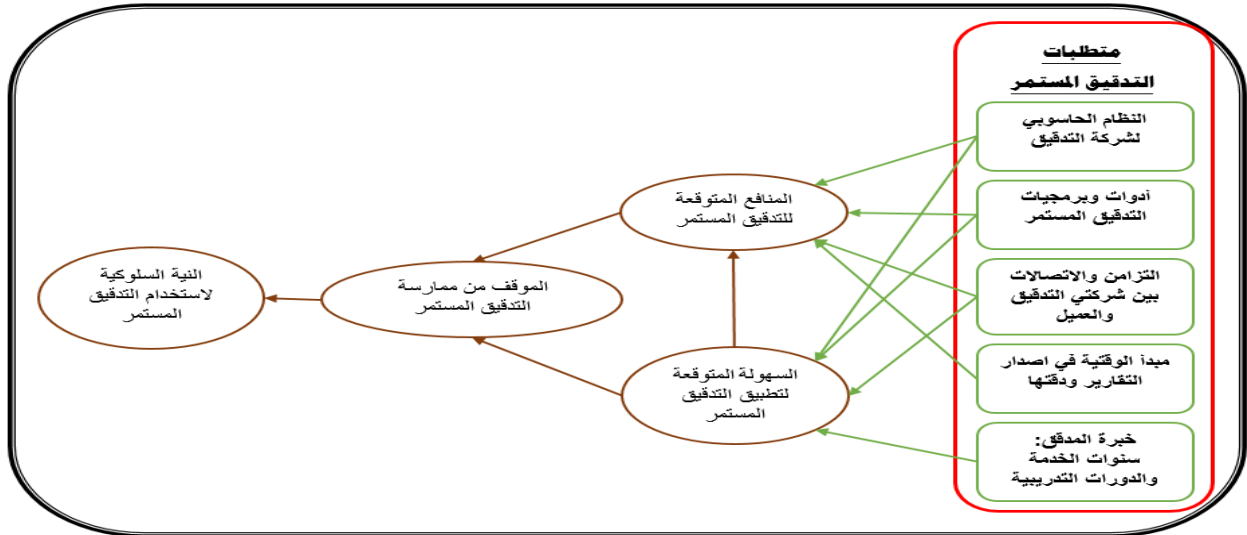 متطلبات
التدقيق المستمر
النظام الحاسوبي
لشركة التدقيق
أدوات وبرمجيات
التدقيق المستمر
التزامن والاتصالات
بين شركتي التدقيق
والعميل
مبدأ الوقتية في اصدار
التقارير ودقتها
خبرة المدقق:
سنوات الخدمة
والدورات التدريبية
المنافع المتوقعة
للتدقيق المستمر
السهولة المتوقعة
لتطبيق التدقيق
المستمر
الموقف من ممارسة
التدقيق المستمر
النية السلوكية
لاستخدام التدقيق
المستمر